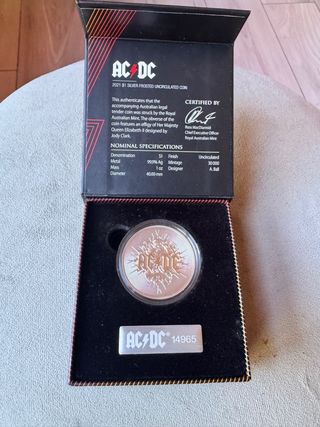 AC⚡DC
2021 $1 SILVER FROSTED UNCIRCULATED COIN
This authenticates that the
accompanying Australian legal
tender coin was struck by the Royal
Australian Mint. The obverse of the
coin features an effigy of Her Majesty
Queen Elizabeth II designed by
Jody Clark.
CERTIFIED BY
Ross MacDiarmid
Chief Executive Officer
Royal Australian Mint
NOMINAL SPECIFICATIONS
Denomination $1 Finish Uncirculated
Metal 99.9% Ag Mintage 30 000
Mass 1 oz Designer A. Ball
Diameter 40.00 mm
AC⚡DC
AC⚡DC® 14965